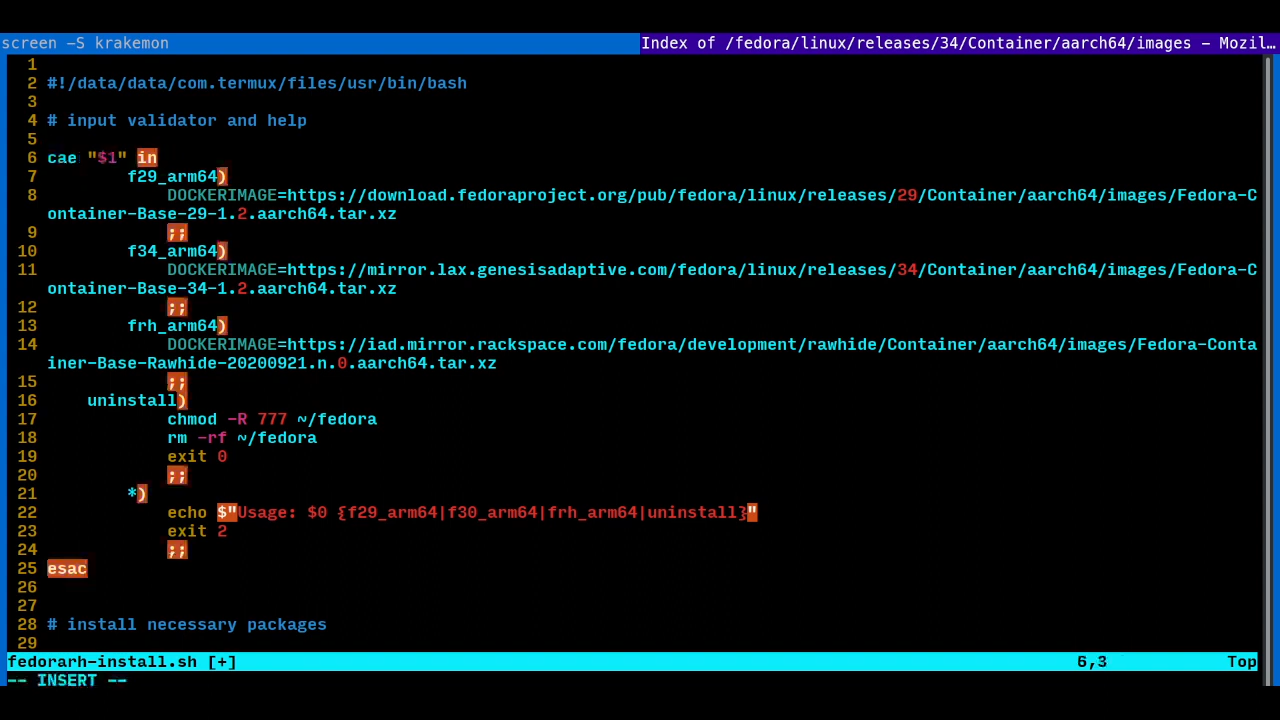 screen -S krakemon
Index of /fedora/linux/releases/34/Container/aarch64/images — Mozil…
1
2 #!/data/data/com.termux/files/usr/bin/bash
3
4 # input validator and help
5
6 cae "$1" in
7 f29_arm64)
8 DOCKERIMAGE=https://download.fedoraproject.org/pub/fedora/linux/releases/29/Container/aarch64/images/Fedora-C
ontainer-Base-29-1.2.aarch64.tar.xz
9 ;;
10 f34_arm64)
11 DOCKERIMAGE=https://mirror.lax.genesisadaptive.com/fedora/linux/releases/34/Container/aarch64/images/Fedora-C
ontainer-Base-34-1.2.aarch64.tar.xz
12 ;;
13 frh_arm64)
14 DOCKERIMAGE=https://iad.mirror.rackspace.com/fedora/development/rawhide/Container/aarch64/images/Fedora-Conta
iner-Base-Rawhide-20200921.n.0.aarch64.tar.xz
15 ;;
16 uninstall)
17 chmod -R 777 ~/fedora
18 rm -rf ~/fedora
19 exit 0
20 ;;
21 *)
22 echo $"Usage: $0 {f29_arm64|f30_arm64|frh_arm64|uninstall}"
23 exit 2
24 ;;
25 esac
26
27
28 # install necessary packages
29
fedorarh-install.sh [+] 6,3 Top
-- INSERT --